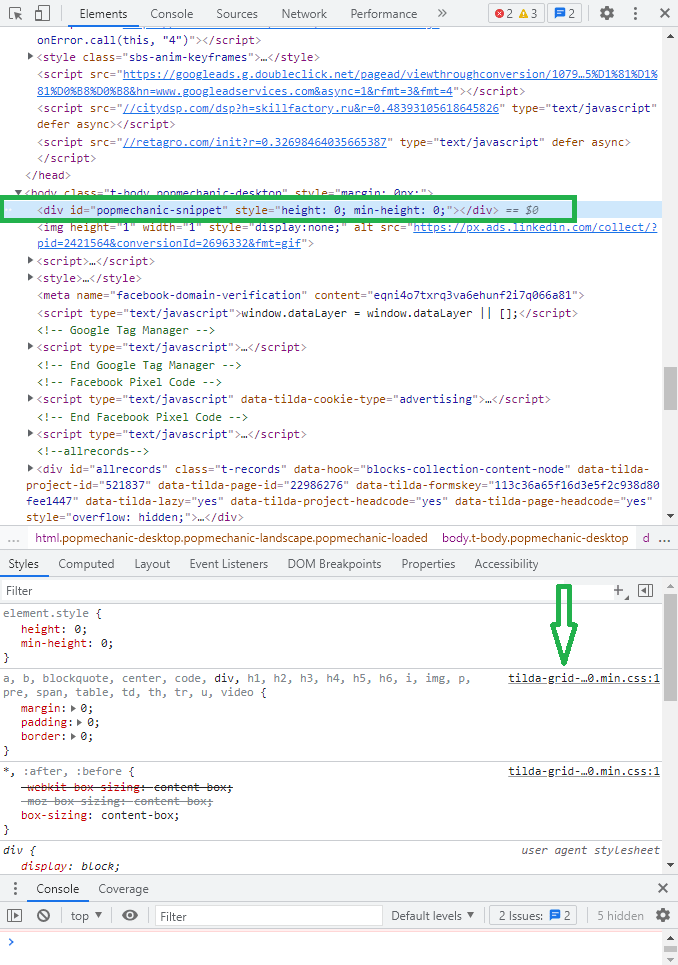 Elements Console Sources Network Performance » 2 3 2
onError.call(this, "4")"></script>
<style class="sbs-anim-keyframes">…</style>
<script src="https://googleads.g.doubleclick.net/pagead/viewthroughconversion/1079…5%D1%81%D1%
81%D0%B8%D0%B8&hn=www.googleadservices.com&async=1&rfmt=3&fmt=4"></script>
<script src="//citydsp.com/dsp?h=skillfactory.ru&r=0.48393105618645826" type="text/javascript"
defer async></script>
<script src="//retagro.com/init?r=0.32698464035665387" type="text/javascript" defer async>
</script>
</head>
<body class="t-body popmechanic-desktop" style="margin: 0px;">
<div id="popmechanic-snippet" style="height: 0; min-height: 0;"></div> == $0
<img height="1" width="1" style="display:none;" alt src="https://px.ads.linkedin.com/collect/?
pid=2421564&conversionId=2696332&fmt=gif">
<script>…</script>
<style>…</style>
<meta name="facebook-domain-verification" content="eqni4o7txrq3va6ehunf2i7q066a81">
<script type="text/javascript">window.dataLayer = window.dataLayer || [];</script>
<!-- Google Tag Manager -->
<script type="text/javascript">…</script>
<!-- End Google Tag Manager -->
<!-- Facebook Pixel Code -->
<script type="text/javascript" data-tilda-cookie-type="advertising">…</script>
<!-- End Facebook Pixel Code -->
<script type="text/javascript">…</script>
<!--allrecords-->
<div id="allrecords" class="t-records" data-hook="blocks-collection-content-node" data-tilda-
project-id="521837" data-tilda-page-id="22986276" data-tilda-formskey="113c36a65f16d3e5f2c938d80
fee1447" data-tilda-lazy="yes" data-tilda-project-headcode="yes" data-tilda-page-headcode="yes"
style="overflow: hidden;">…</div>
… html.popmechanic-desktop.popmechanic-landscape.popmechanic-loaded body.t-body.popmechanic-desktop d …
Styles Computed Layout Event Listeners DOM Breakpoints Properties Accessibility
Filter
element.style {
height: 0;
min-height: 0;
}
a, b, blockquote, center, code, div, h1, h2, h3, h4, h5, h6, i, img, p, tilda-grid-…0.min.css:1
pre, span, table, td, th, tr, u, video {
margin: 0;
padding: 0;
border: 0;
}
*, :after, :before { tilda-grid-…0.min.css:1
-webkit-box-sizing: content-box;
-moz-box-sizing: content-box;
box-sizing: content-box;
}
div { user agent stylesheet
display: block;
Console Coverage
top Filter Default levels 2 Issues: 2 5 hidden